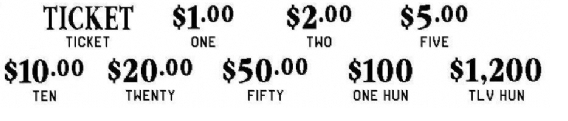 TICKET $1.00 $2.00 $5.00
TICKET ONE TWO FIVE
$10.00 $20.00 $50.00 $100 $1,200
TEN TWENTY FIFTY ONE HUN TLV HUN